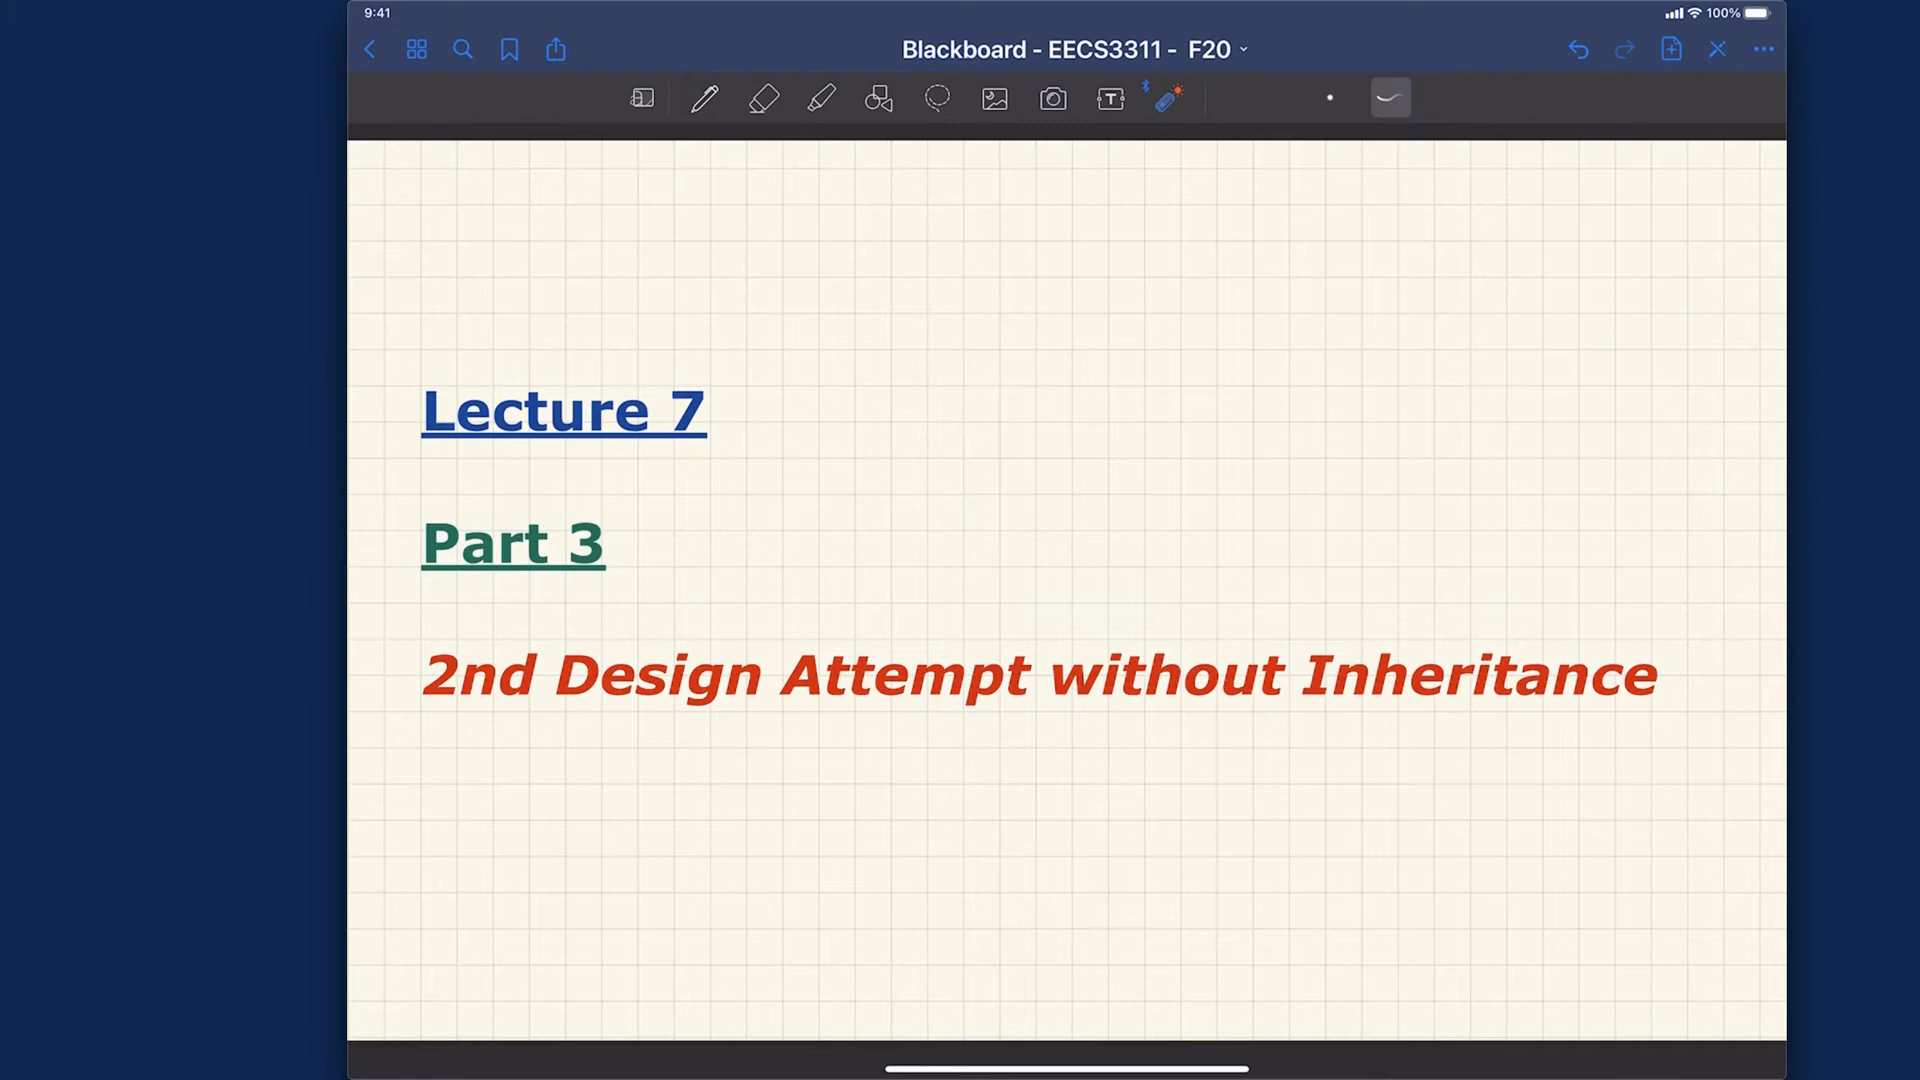 9:41
100%
Blackboard - EECS3311 - F20
T
Lecture 7
Part 3
2nd Design Attempt without Inheritance